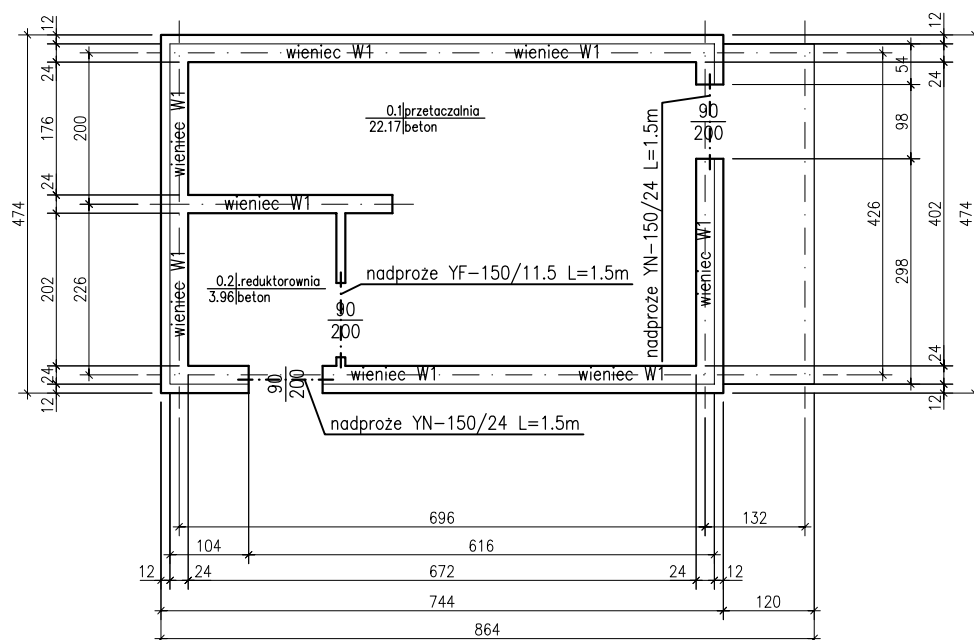 12
12
wieniec W1
wieniec W1
24
54
24
176
200
wieniec W1
0.1 przetaczalnia
22.17 beton
nadproże YN-150/24 L=1.5m
90
200
98
24
wieniec W1
474
426
402
474
202
226
wieniec W1
0.2 .reduktorownia
3.96 beton
nadproże YF-150/11.5 L=1.5m
90
200
wieniec W1
298
24
24
90
200
wieniec W1
wieniec W1
12
12
nadproże YN-150/24 L=1.5m
696
132
104
616
12
24
672
24
12
744
120
864